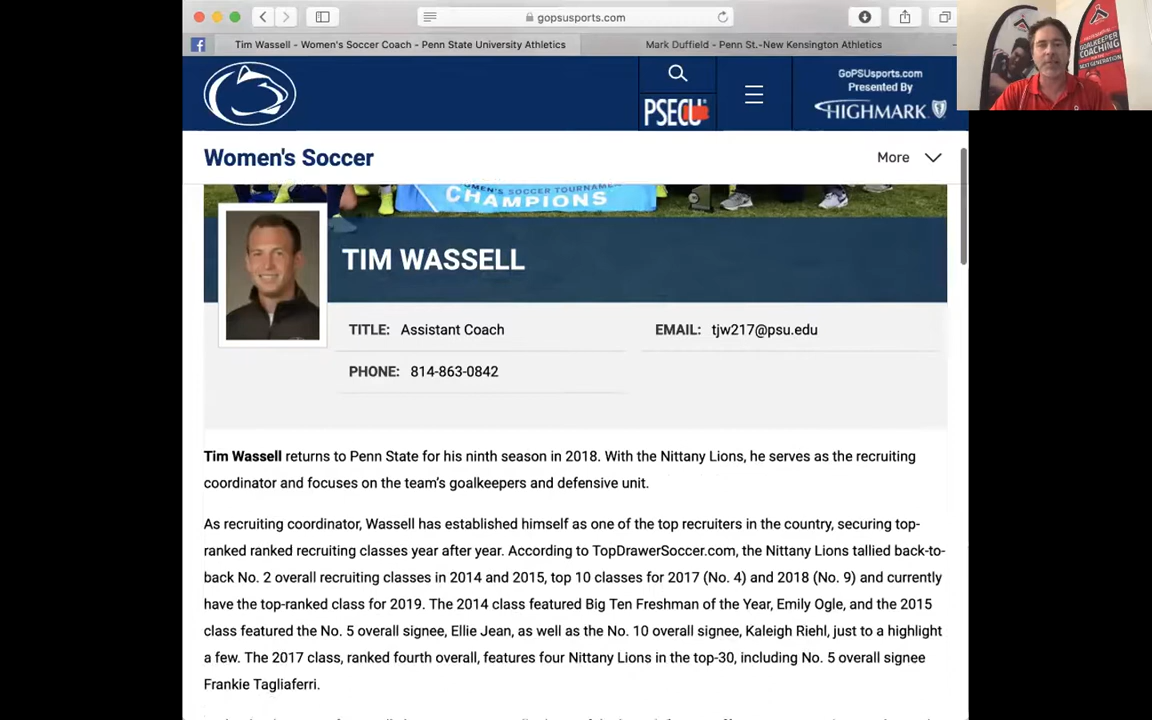 gopsusports.com
Tim Wassell - Women's Soccer Coach - Penn State University Athletics
Mark Duffield - Penn St.-New Kensington Athletics
GoPSUsports.com
Presented By
HIGHMARK
PSECU
GOALKEEPER
COACHING
NEXT GENERATION
Women's Soccer
More
WOMEN'S SOCCER TOURNAMENT
CHAMPIONS
TIM WASSELL
TITLE: Assistant Coach
EMAIL: tjw217@psu.edu
PHONE: 814-863-0842
Tim Wassell returns to Penn State for his ninth season in 2018. With the Nittany Lions, he serves as the recruiting
coordinator and focuses on the team's goalkeepers and defensive unit.
As recruiting coordinator, Wassell has established himself as one of the top recruiters in the country, securing top-
ranked ranked recruiting classes year after year. According to TopDrawerSoccer.com, the Nittany Lions tallied back-to-
back No. 2 overall recruiting classes in 2014 and 2015, top 10 classes for 2017 (No. 4) and 2018 (No. 9) and currently
have the top-ranked class for 2019. The 2014 class featured Big Ten Freshman of the Year, Emily Ogle, and the 2015
class featured the No. 5 overall signee, Ellie Jean, as well as the No. 10 overall signee, Kaleigh Riehl, just to a highlight
a few. The 2017 class, ranked fourth overall, features four Nittany Lions in the top-30, including No. 5 overall signee
Frankie Tagliaferri.